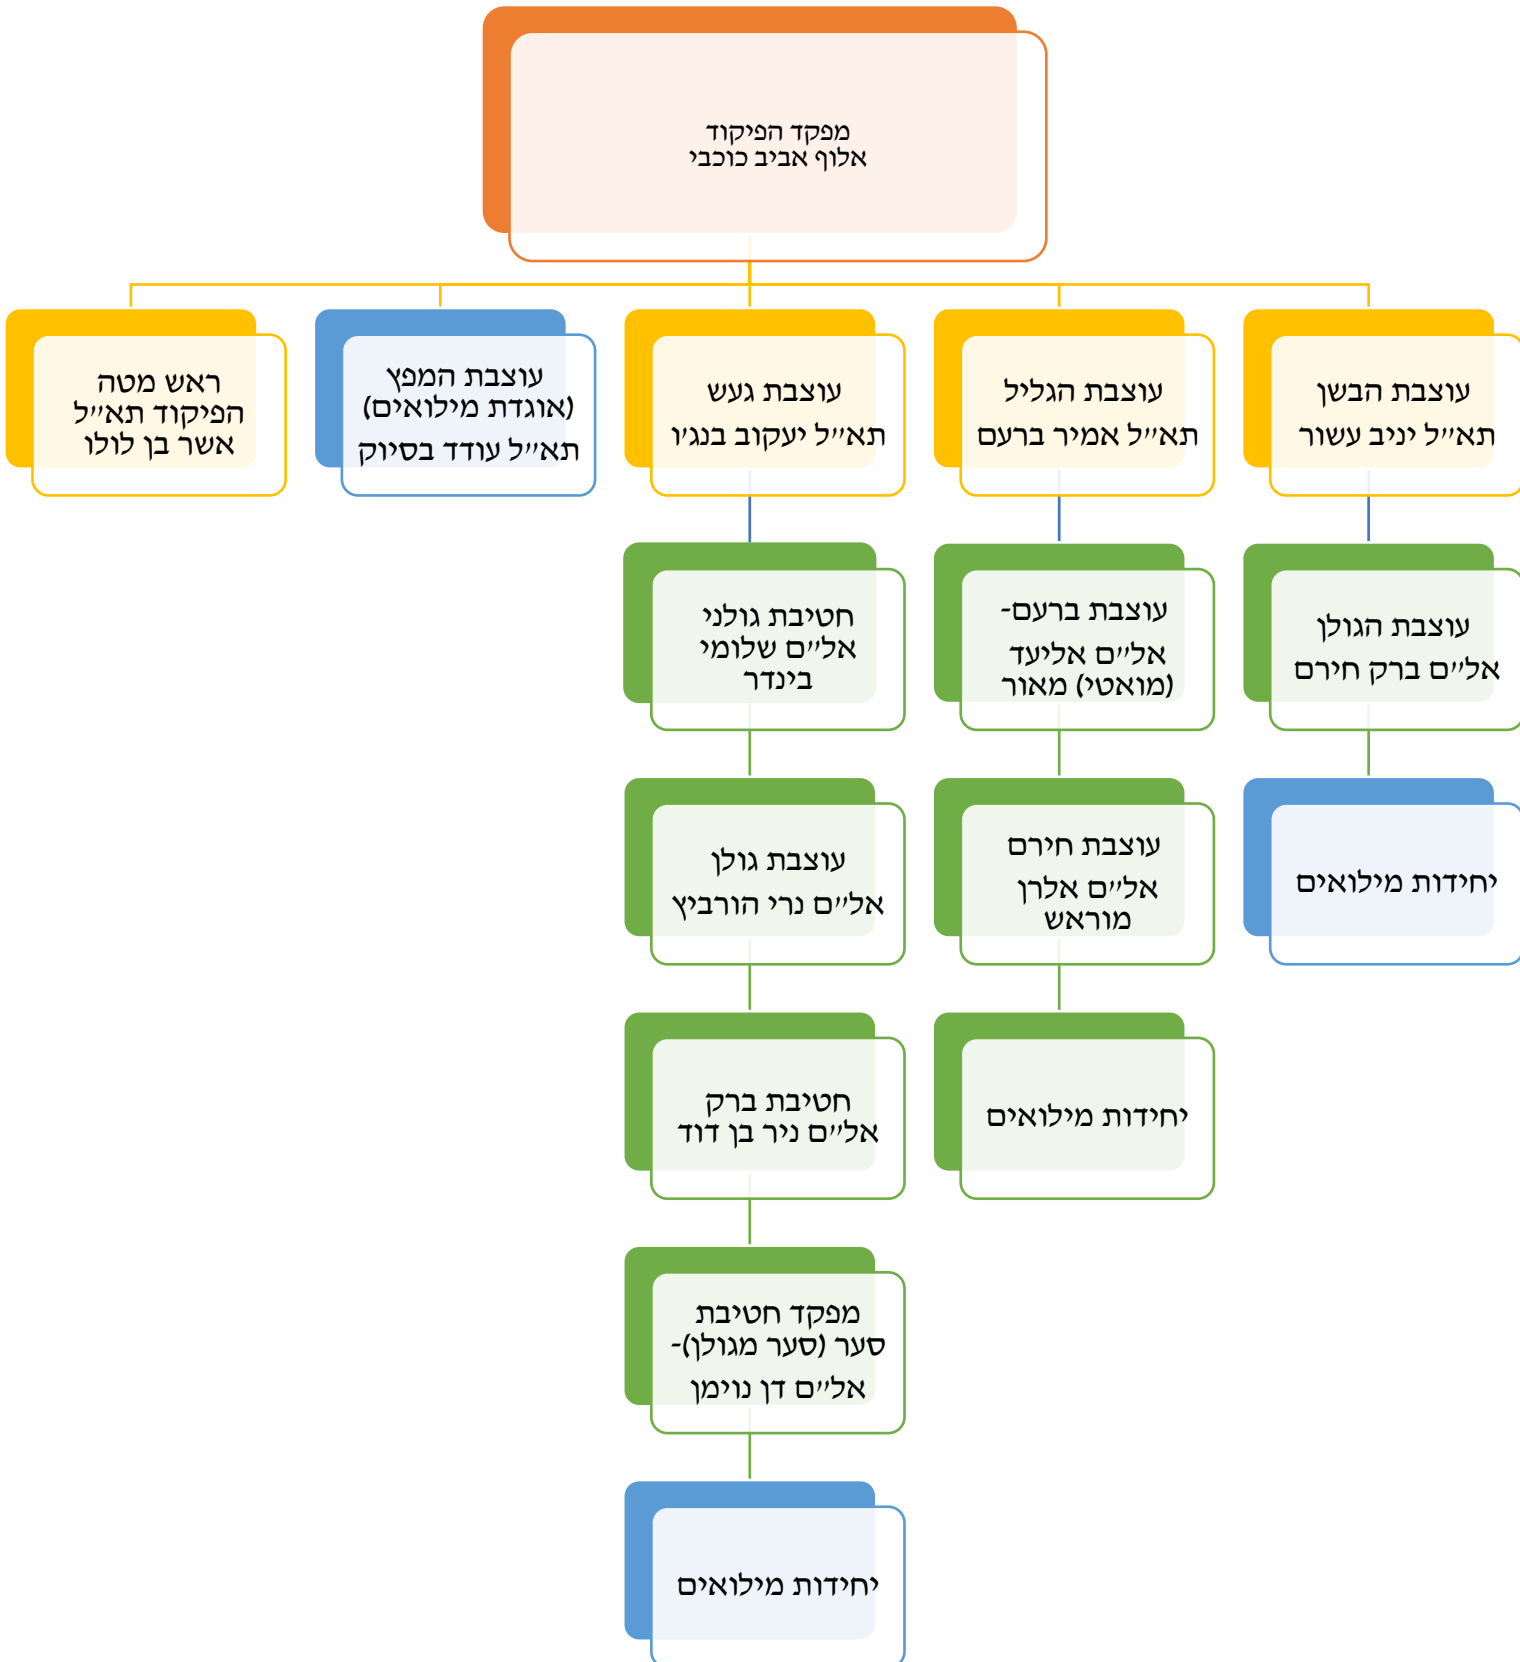 מפקד הפיקוד
אלוף אביב כוכבי
עוצבת הבשן
תא״ל יניב עשור
עוצבת הגליל
תא״ל אמיר ברעם
עוצבת געש
תא״ל יעקוב בנג'ו
עוצבת המפץ
(אוגדת מילואים)
תא״ל עודד בסיוק
ראש מטה
הפיקוד תא״ל
אשר בן לולו
עוצבת הגולן
אל״ם ברק חירם
יחידות מילואים
עוצבת ברעם-
אל״ם אליעד
(מואטי) מאור
עוצבת חירם
אל״ם אלרן
מוראש
יחידות מילואים
חטיבת גולני
אל״ם שלומי
בינדר
עוצבת גולן
אל״ם נרי הורביץ
חטיבת ברק
אל״ם ניר בן דוד
מפקד חטיבת
סער (סער מגולן)-
אל״ם דן נוימן
יחידות מילואים